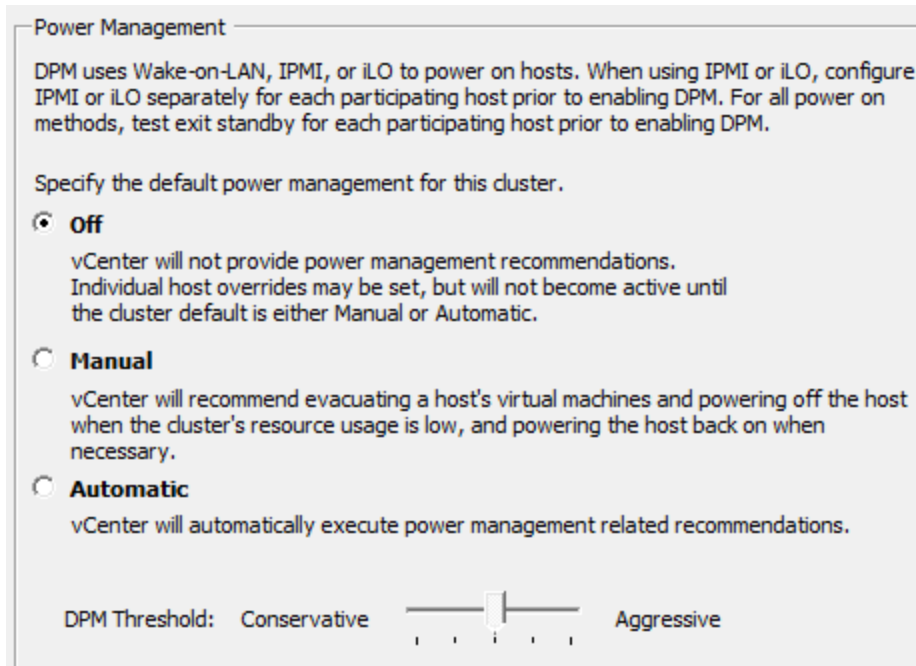 Power Management
DPM uses Wake-on-LAN, IPMI, or iLO to power on hosts. When using IPMI or iLO, configure
IPMI or iLO separately for each participating host prior to enabling DPM. For all power on
methods, test exit standby for each participating host prior to enabling DPM.
Specify the default power management for this cluster.
Off
vCenter will not provide power management recommendations.
Individual host overrides may be set, but will not become active until
the cluster default is either Manual or Automatic.
Manual
vCenter will recommend evacuating a host's virtual machines and powering off the host
when the cluster's resource usage is low, and powering the host back on when
necessary.
Automatic
vCenter will automatically execute power management related recommendations.
DPM Threshold: Conservative Aggressive